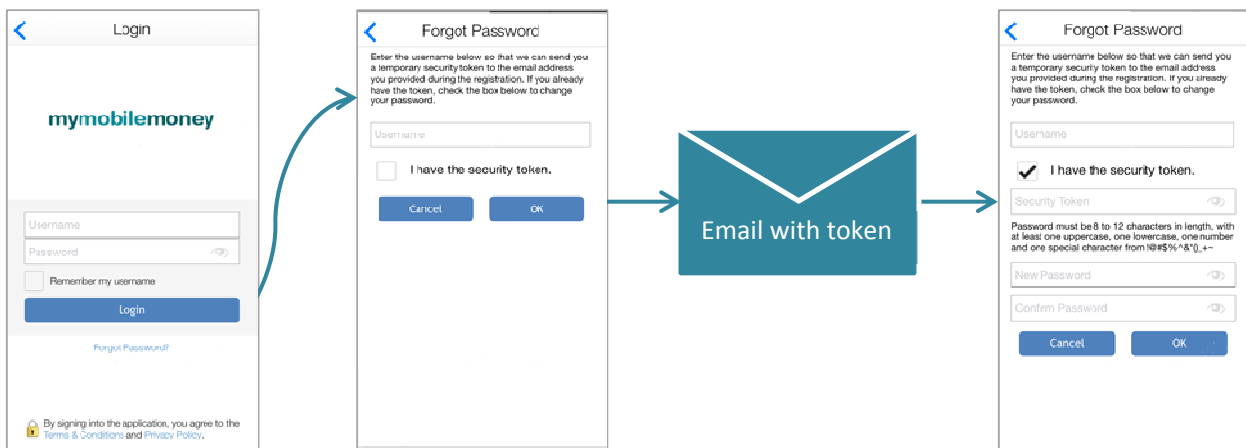 Login
mymobilemoney
Username
Password
Remember my username
Login
Forgot Password?
By signing into the application, you agree to the
Terms & Conditions and Privacy Policy.
Forgot Password
Enter the username below so that we can send you
a temporary security token to the email address
you provided during the registration. If you already
have the token, check the box below to change
your password.
Username
I have the security token.
Cancel
OK
Email with token
Forgot Password
Enter the username below so that we can send you
a temporary security token to the email address
you provided during the registration. If you already
have the token, check the box below to change
your password.
Username
I have the security token.
Security Token
Password must be 8 to 12 characters in length, with
at least one uppercase, one lowercase, one number
and one special character from !@#$%^&*()_+~
New Password
Confirm Password
Cancel
OK